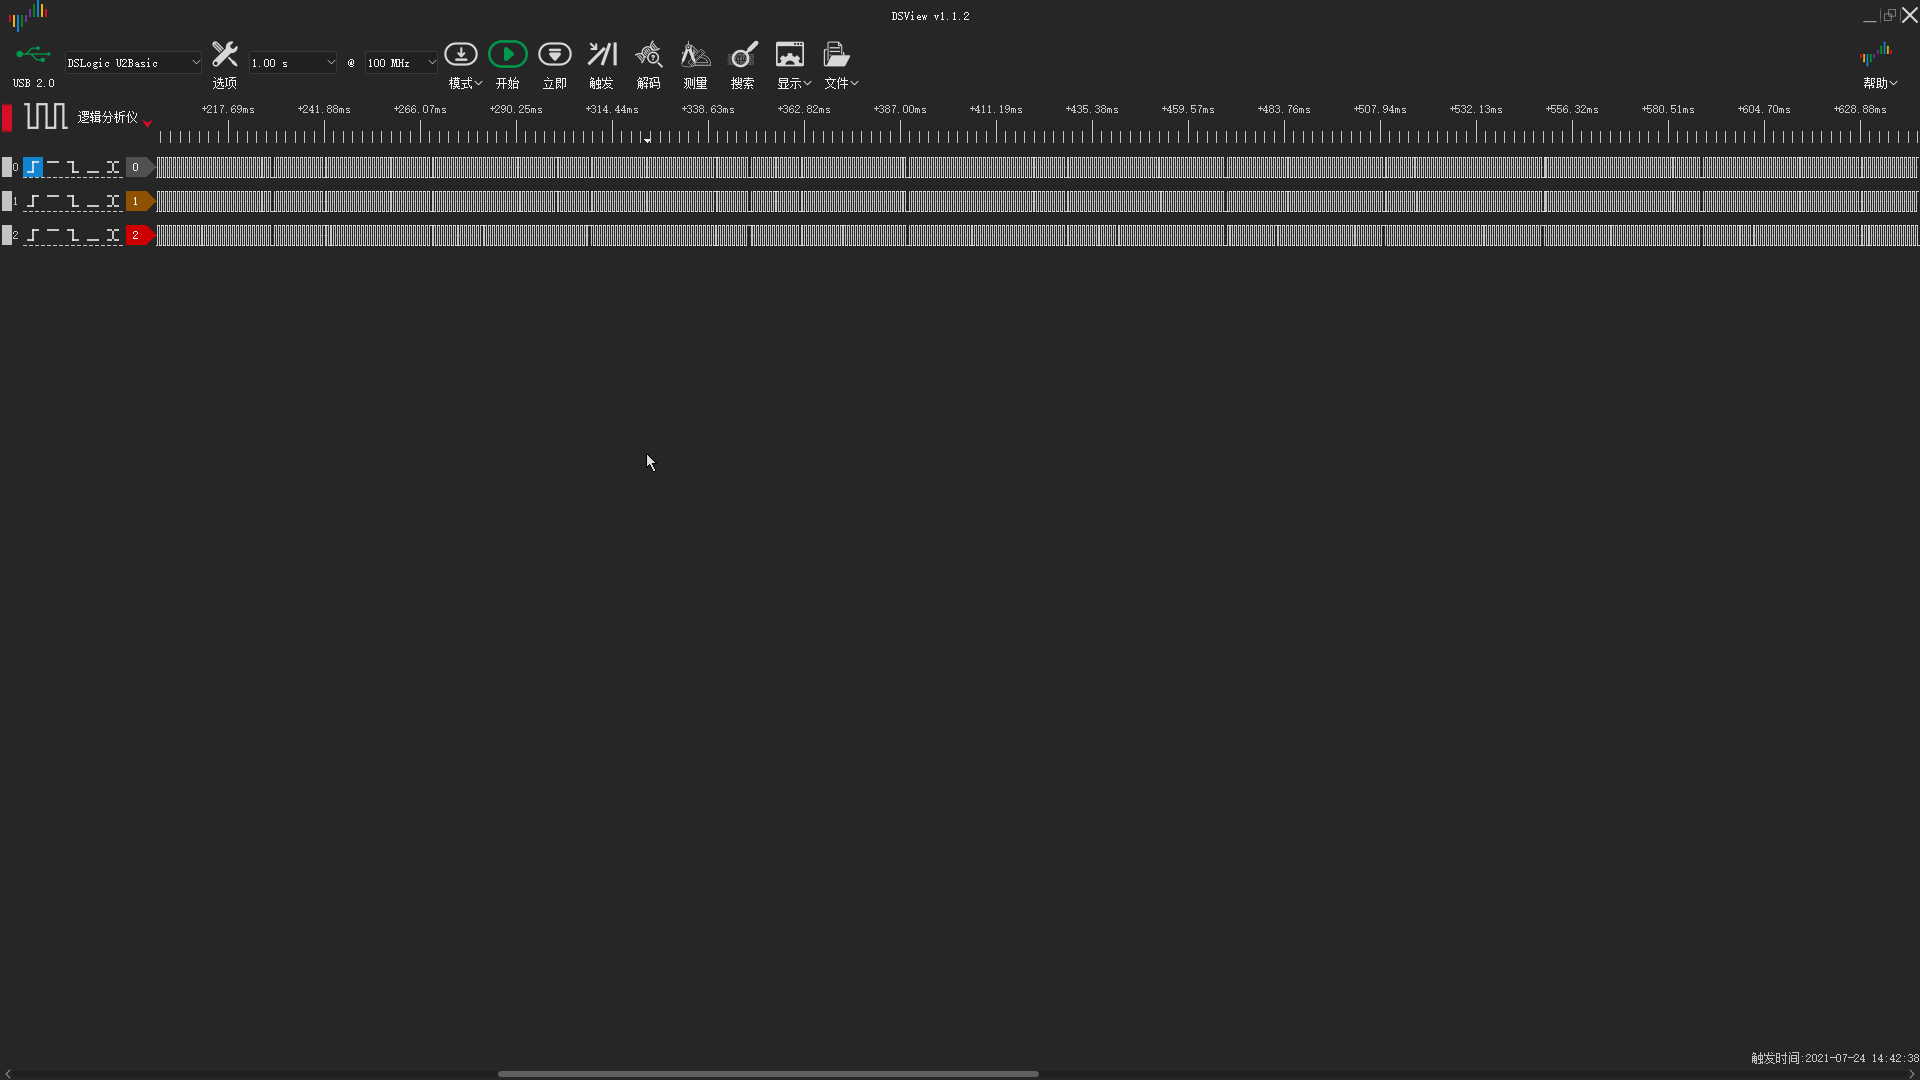 DSView v1.1.2
USB 2.0
DSLogic U2Basic
选项
1.00 s
@
100 MHz
模式
开始
立即
触发
解码
测量
搜索
显示
文件
帮助
逻辑分析仪
+217.69ms +241.88ms +266.07ms +290.25ms +314.44ms +338.63ms +362.82ms +387.00ms +411.19ms +435.38ms +459.57ms +483.76ms +507.94ms +532.13ms +556.32ms +580.51ms +604.70ms +628.88ms
0 0
1 1
2 2
触发时间:2021-07-24 14:42:38